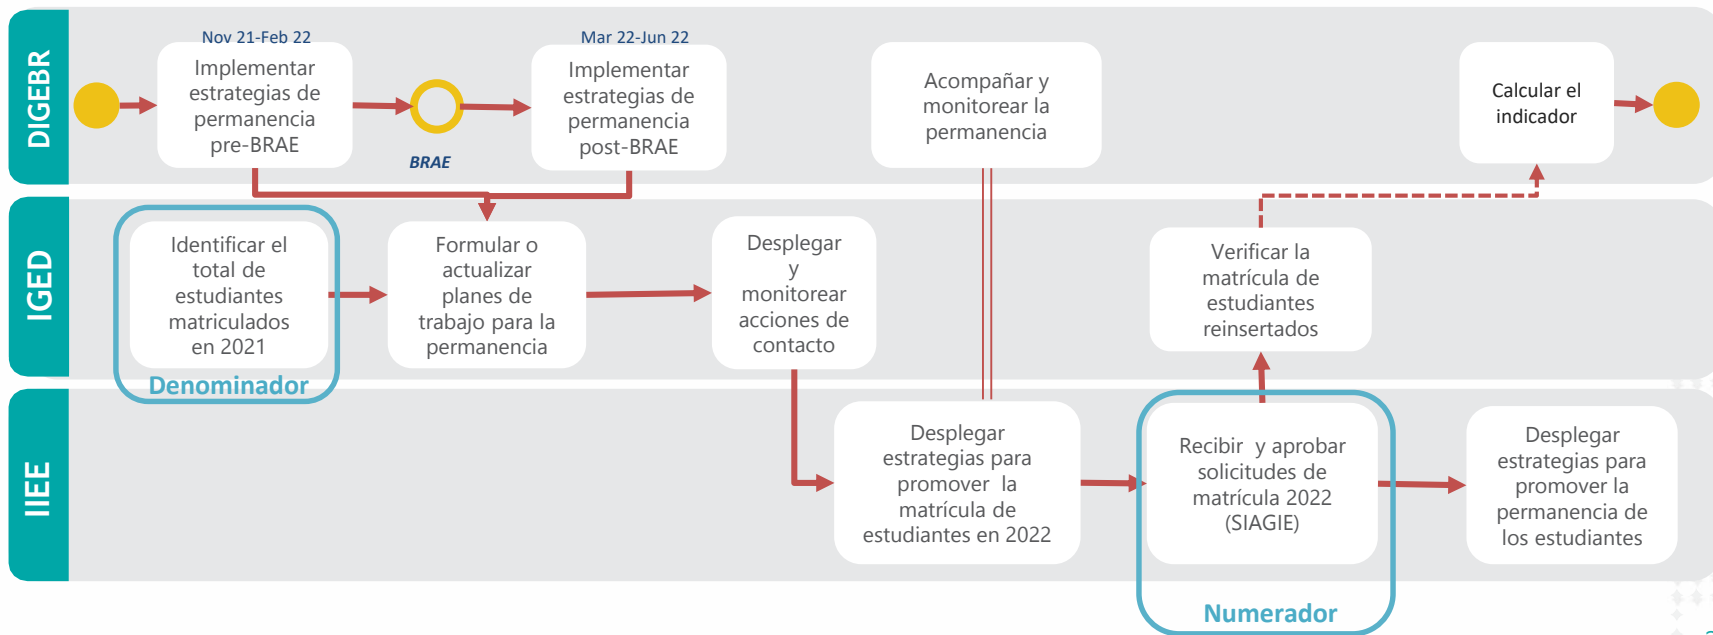 DIGEBR
Nov 21-Feb 22
Implementar
estrategias de
permanencia
pre-BRAE
BRAE
Mar 22-Jun 22
Implementar
estrategias de
permanencia
post-BRAE
Acompañar y
monitorear la
permanencia
Calcular el
indicador
IGED
Identificar el
total de
estudiantes
matriculados
en 2021
Denominador
Formular o
actualizar
planes de
trabajo para la
permanencia
Desplegar
y
monitorear
acciones de
contacto
Verificar la
matrícula de
estudiantes
reinsertados
IIEE
Desplegar
estrategias para
promover la
matrícula de
estudiantes en 2022
Recibir y aprobar
solicitudes de
matrícula 2022
(SIAGIE)
Numerador
Desplegar
estrategias para
promover la
permanencia de
los estudiantes